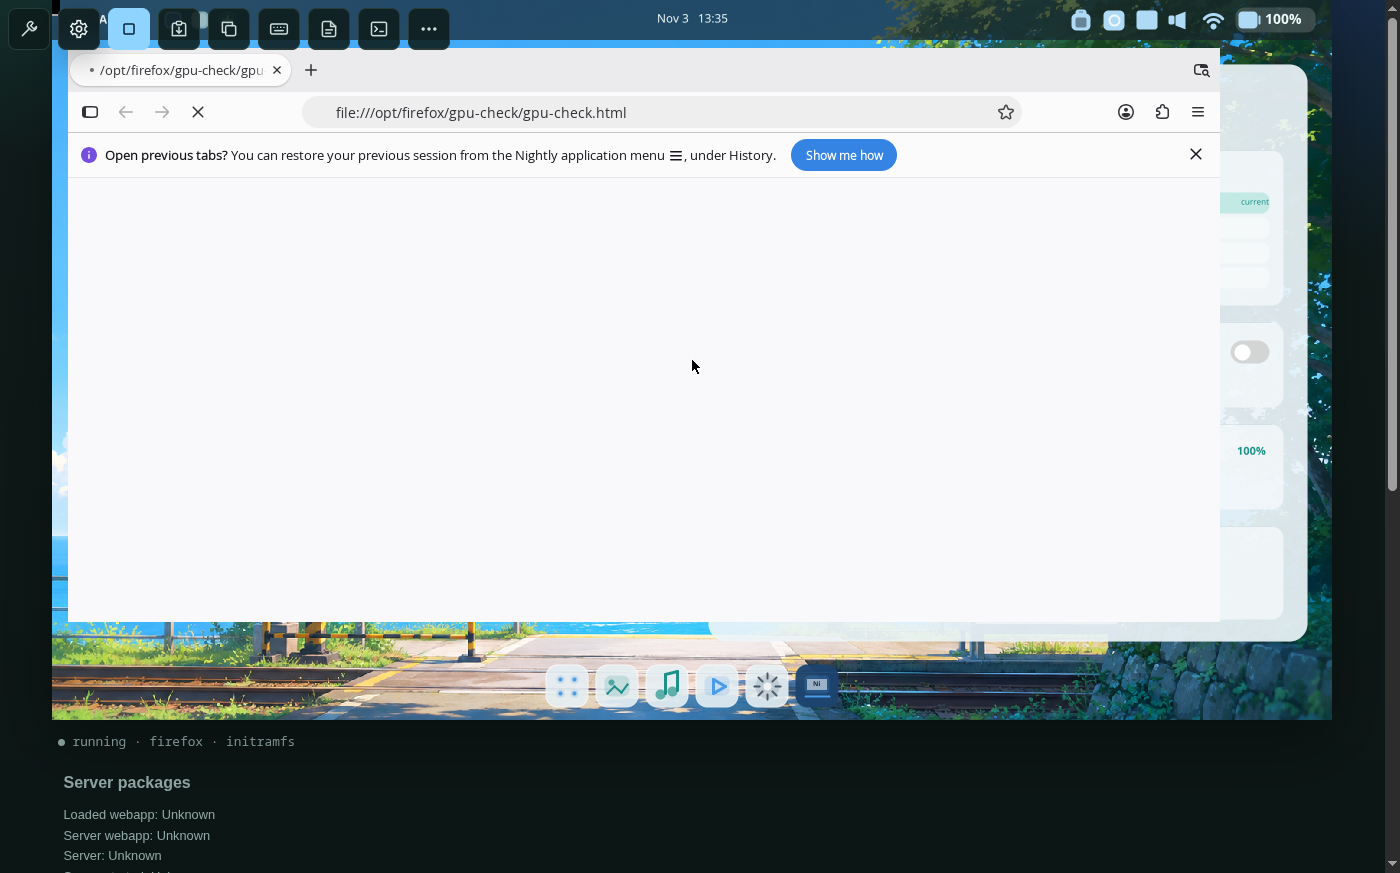 A
Nov 3 13:35
100%
/opt/firefox/gpu-check/gpu
file:///opt/firefox/gpu-check/gpu-check.html
Open previous tabs? You can restore your previous session from the Nightly application menu ☰, under History.
Show me how
current
100%
Ni
● running · firefox · initramfs
Server packages
Loaded webapp: Unknown
Server webapp: Unknown
Server: Unknown